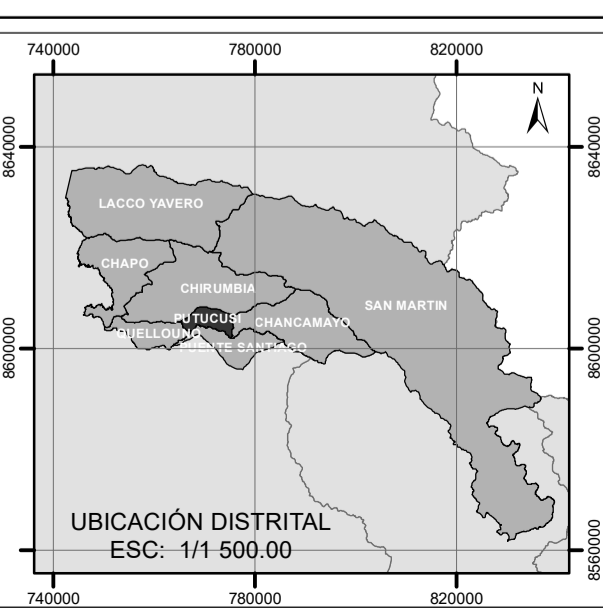 740000 780000 820000
N
8640000 8640000
LACCO YAVERO
CHAPO
CHIRUMBIA
SAN MARTIN
PUTUCUSI
CHANCAMAYO
QUELLOUNO
PUENTE SANTIAGO
8600000 8600000
UBICACIÓN DISTRITAL
ESC: 1/1 500.00
8560000 8560000
740000 780000 820000